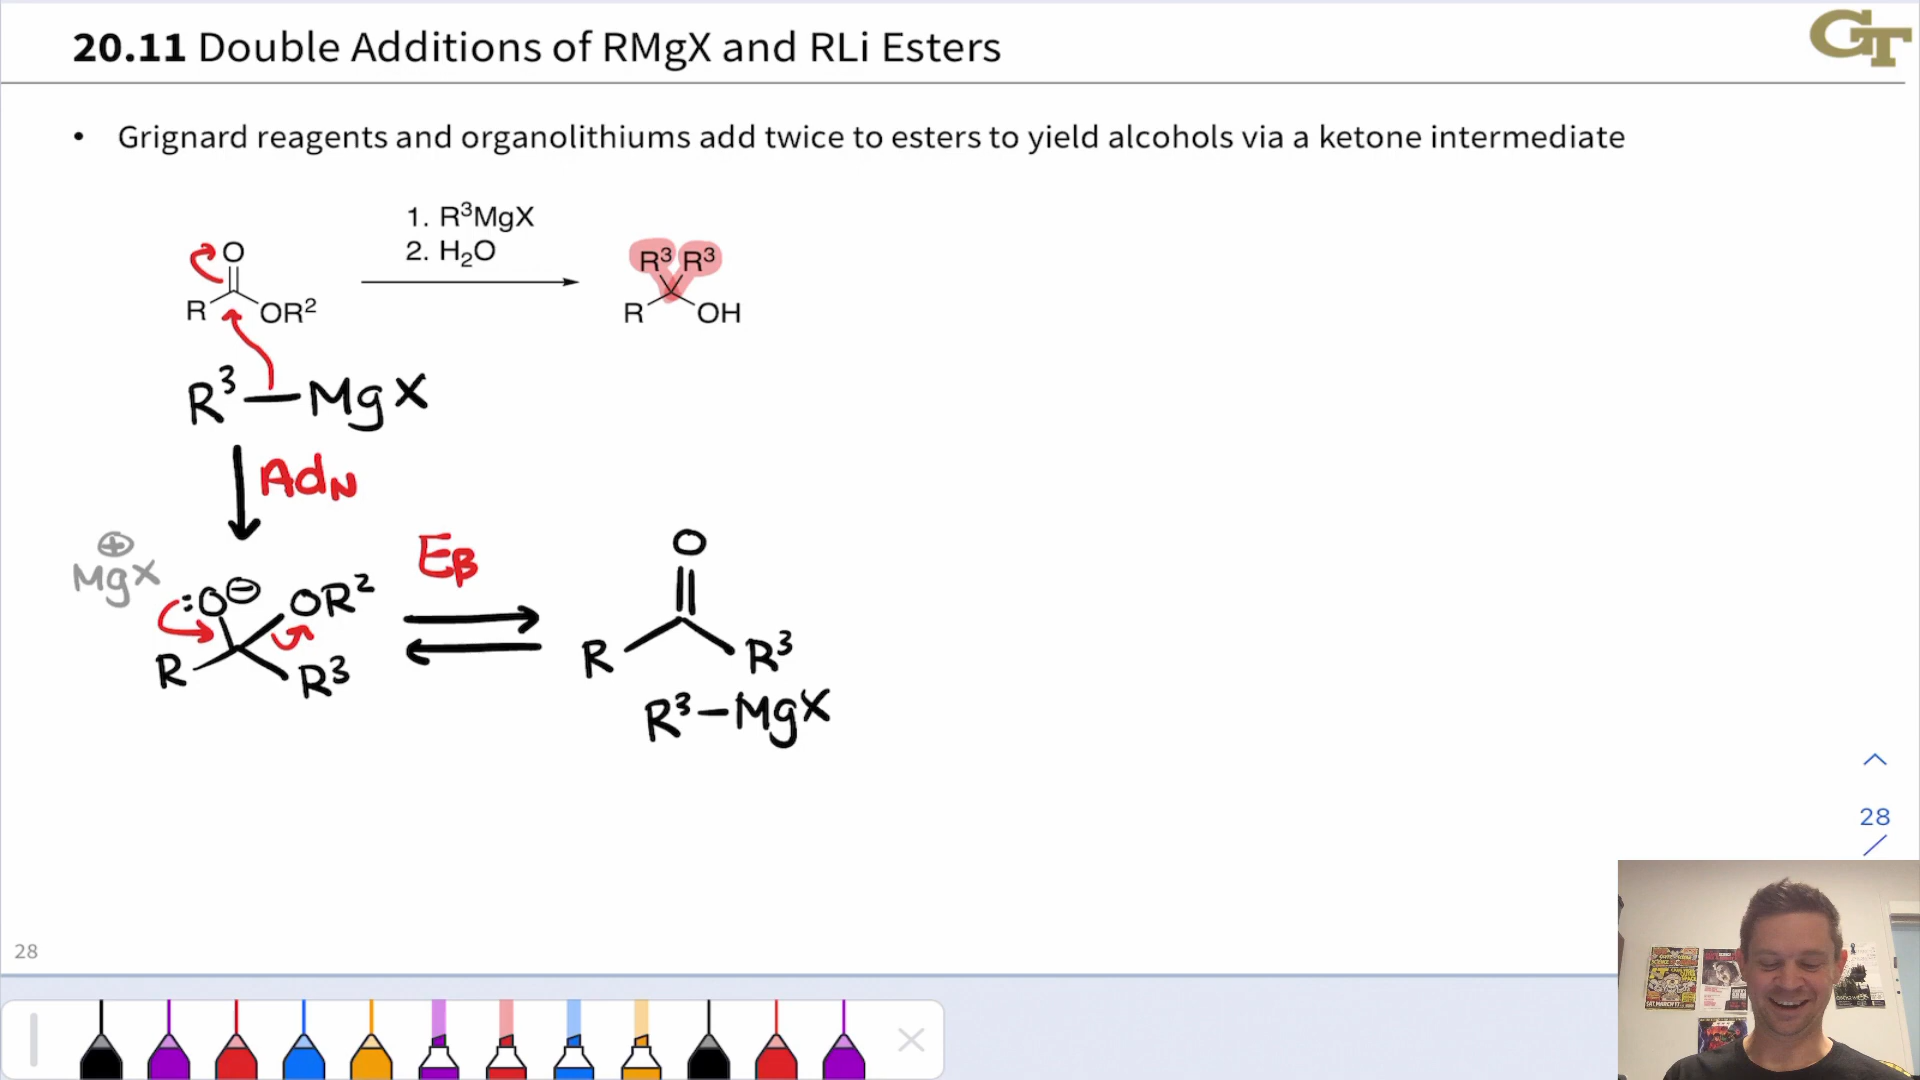 20.11 Double Additions of RMgX and RLi Esters
GT
• Grignard reagents and organolithiums add twice to esters to yield alcohols via a ketone intermediate
1. R³MgX
2. H₂O
O
R OR²
R³ R³
R OH
R³—MgX
AdN
⊕
MgX
:O⊖ OR²
R R³
Eβ
O
R R³
R³–MgX
28
28